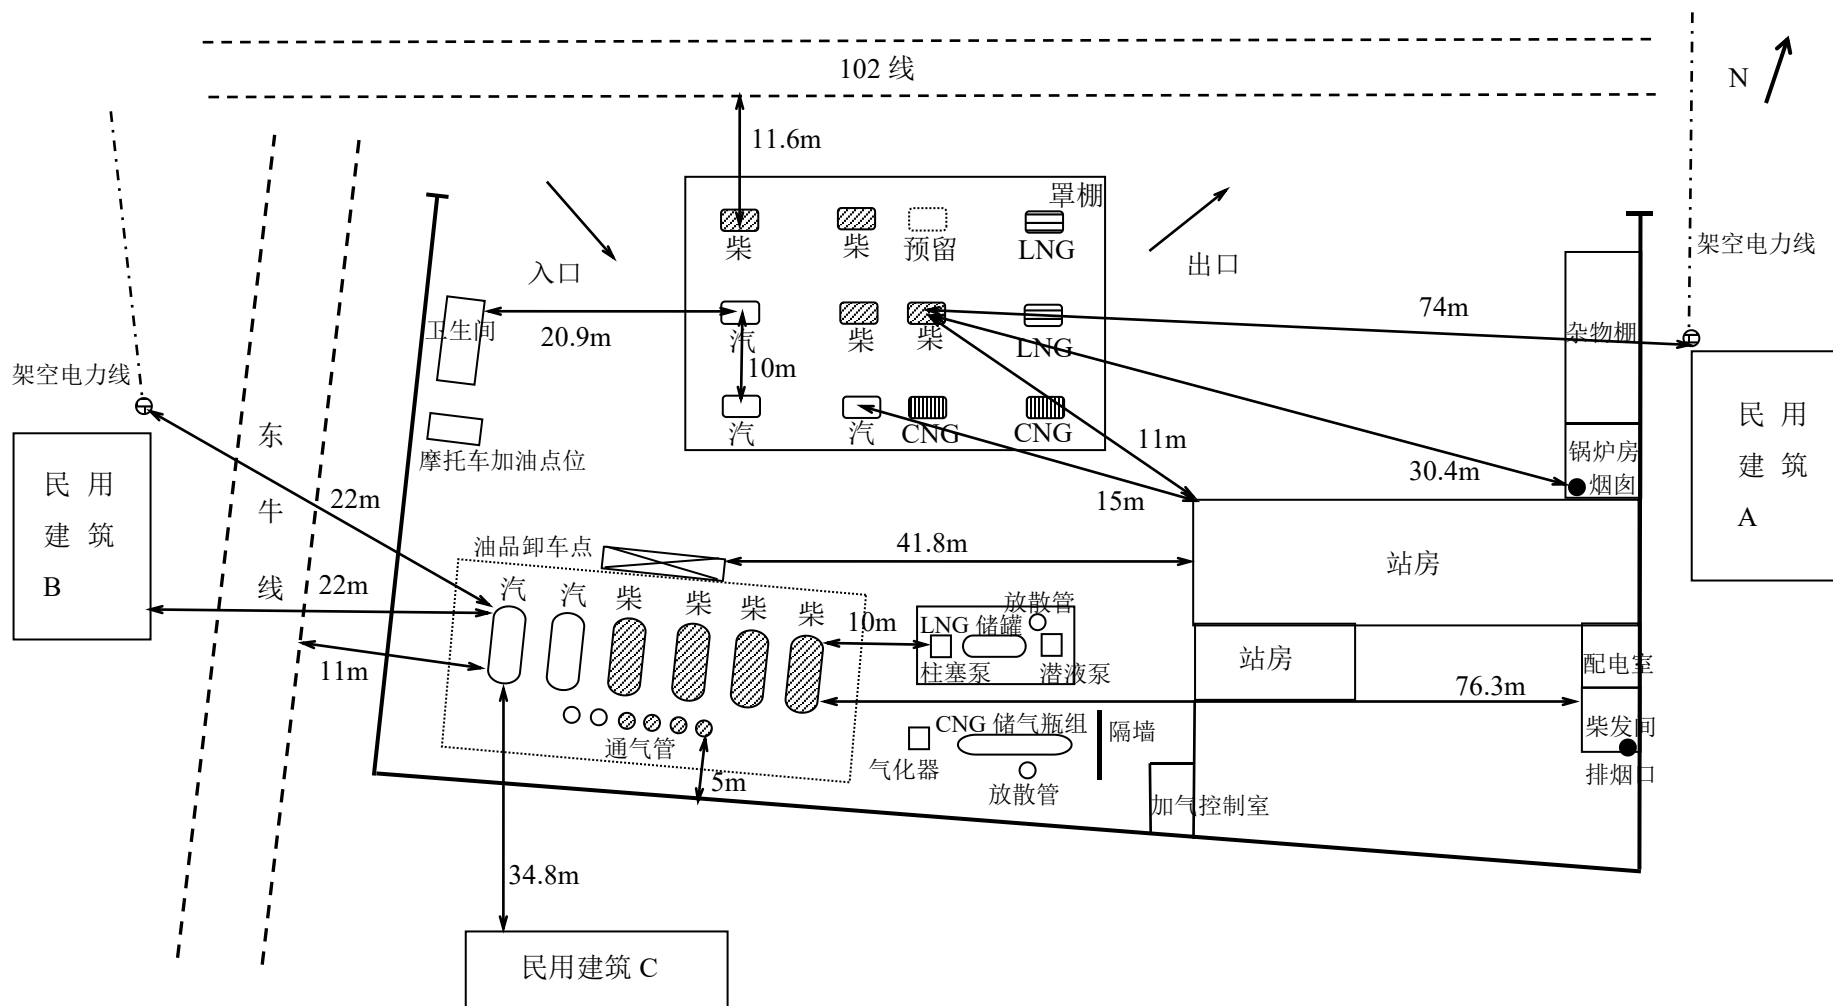 102 线
N
11.6m
罩棚
柴
柴
预留
LNG
架空电力线
入口
出口
74m
卫生间
20.9m
汽
柴
柴
LNG
杂物棚
架空电力线
10m
汽
汽
CNG
CNG
民 用
建 筑
A
东
牛
线
摩托车加油点位
11m
30.4m
锅炉房
烟囱
民 用
建 筑
B
22m
15m
油品卸车点
41.8m
站房
22m
汽
汽
柴
柴
柴
柴
10m
放散管
LNG 储罐
柱塞泵
潜液泵
站房
配电室
11m
76.3m
通气管
CNG 储气瓶组
隔墙
柴发间
气化器
5m
放散管
加气控制室
排烟口
34.8m
民用建筑 C